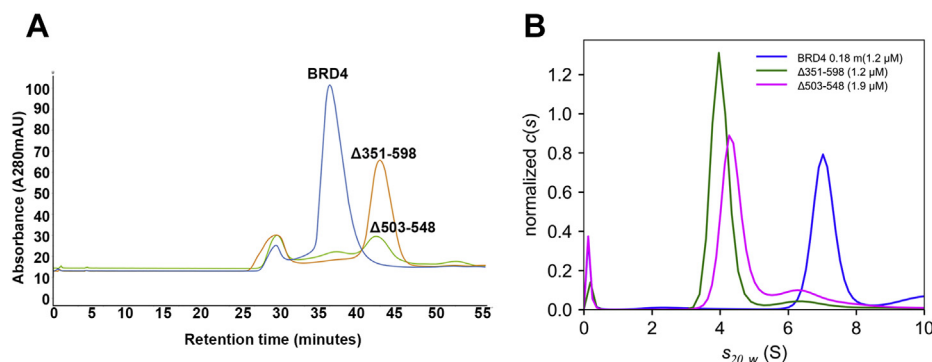 A
BRD4
Δ351-598
Δ503-548
100
90
80
70
60
50
40
30
20
10
0
Absorbance (A280mAU)
0 5 10 15 20 25 30 35 40 45 50 55
Retention time (minutes)
B
BRD4 0.18 m(1.2 µM)
Δ351-598 (1.2 µM)
Δ503-548 (1.9 µM)
1.2
1.0
0.8
0.6
0.4
0.2
0.0
normalized c(s)
0 2 4 6 8 10
s20,w (S)